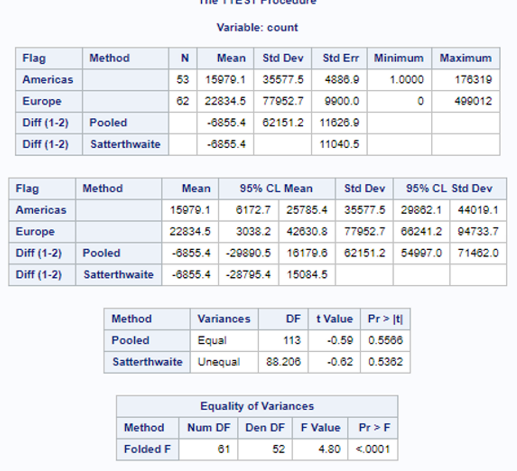 The TTEST Procedure
Variable: count
Flag Method N Mean Std Dev Std Err Minimum Maximum
Americas 53 15979.1 35577.5 4886.9 1.0000 176319
Europe 62 22834.5 77952.7 9900.0 0 499012
Diff (1-2) Pooled -6855.4 62151.2 11626.9
Diff (1-2) Satterthwaite -6855.4 11040.5
Flag Method Mean 95% CL Mean Std Dev 95% CL Std Dev
Americas 15979.1 6172.7 25785.4 35577.5 29862.1 44019.1
Europe 22834.5 3038.2 42630.8 77952.7 66241.2 94733.7
Diff (1-2) Pooled -6855.4 -29890.5 16179.6 62151.2 54997.0 71462.0
Diff (1-2) Satterthwaite -6855.4 -28795.4 15084.5
Method Variances DF t Value Pr > |t|
Pooled Equal 113 -0.59 0.5566
Satterthwaite Unequal 88.206 -0.62 0.5362
Equality of Variances
Method Num DF Den DF F Value Pr > F
Folded F 61 52 4.80 <.0001